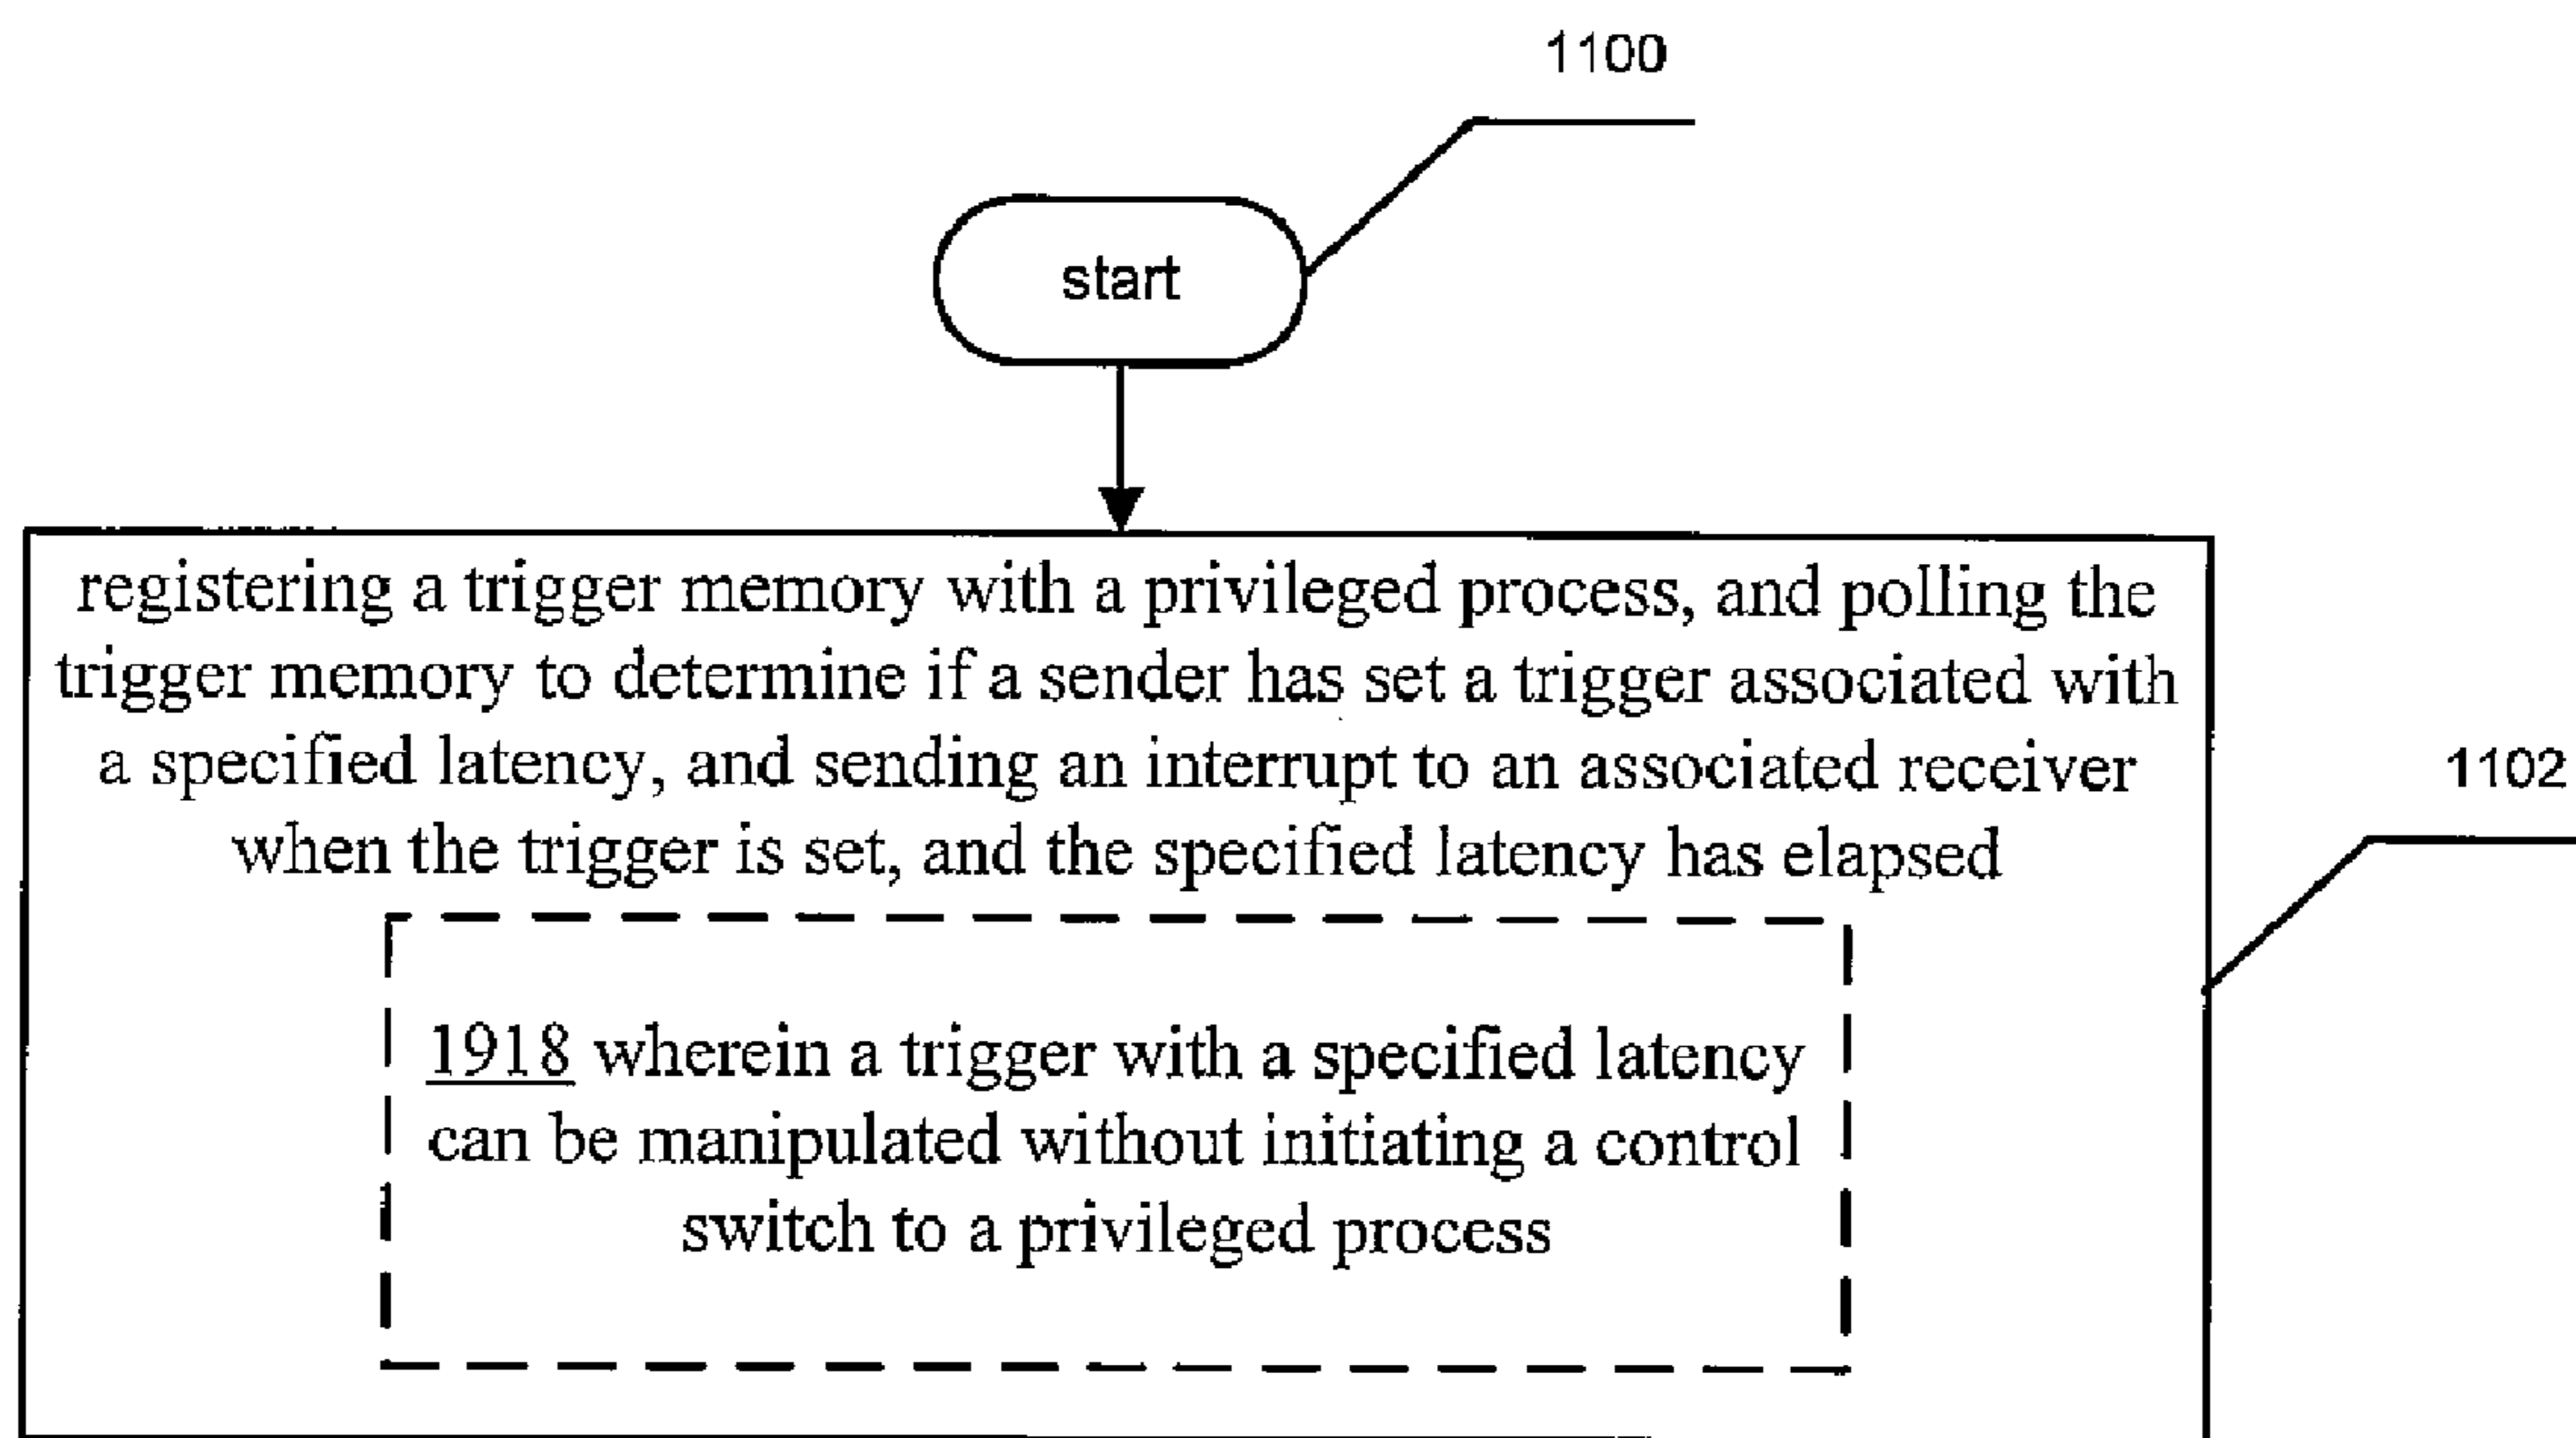 1100
start
registering a trigger memory with a privileged process, and polling the
trigger memory to determine if a sender has set a trigger associated with
a specified latency, and sending an interrupt to an associated receiver
when the trigger is set, and the specified latency has elapsed
1102
1918 wherein a trigger with a specified latency
can be manipulated without initiating a control
switch to a privileged process